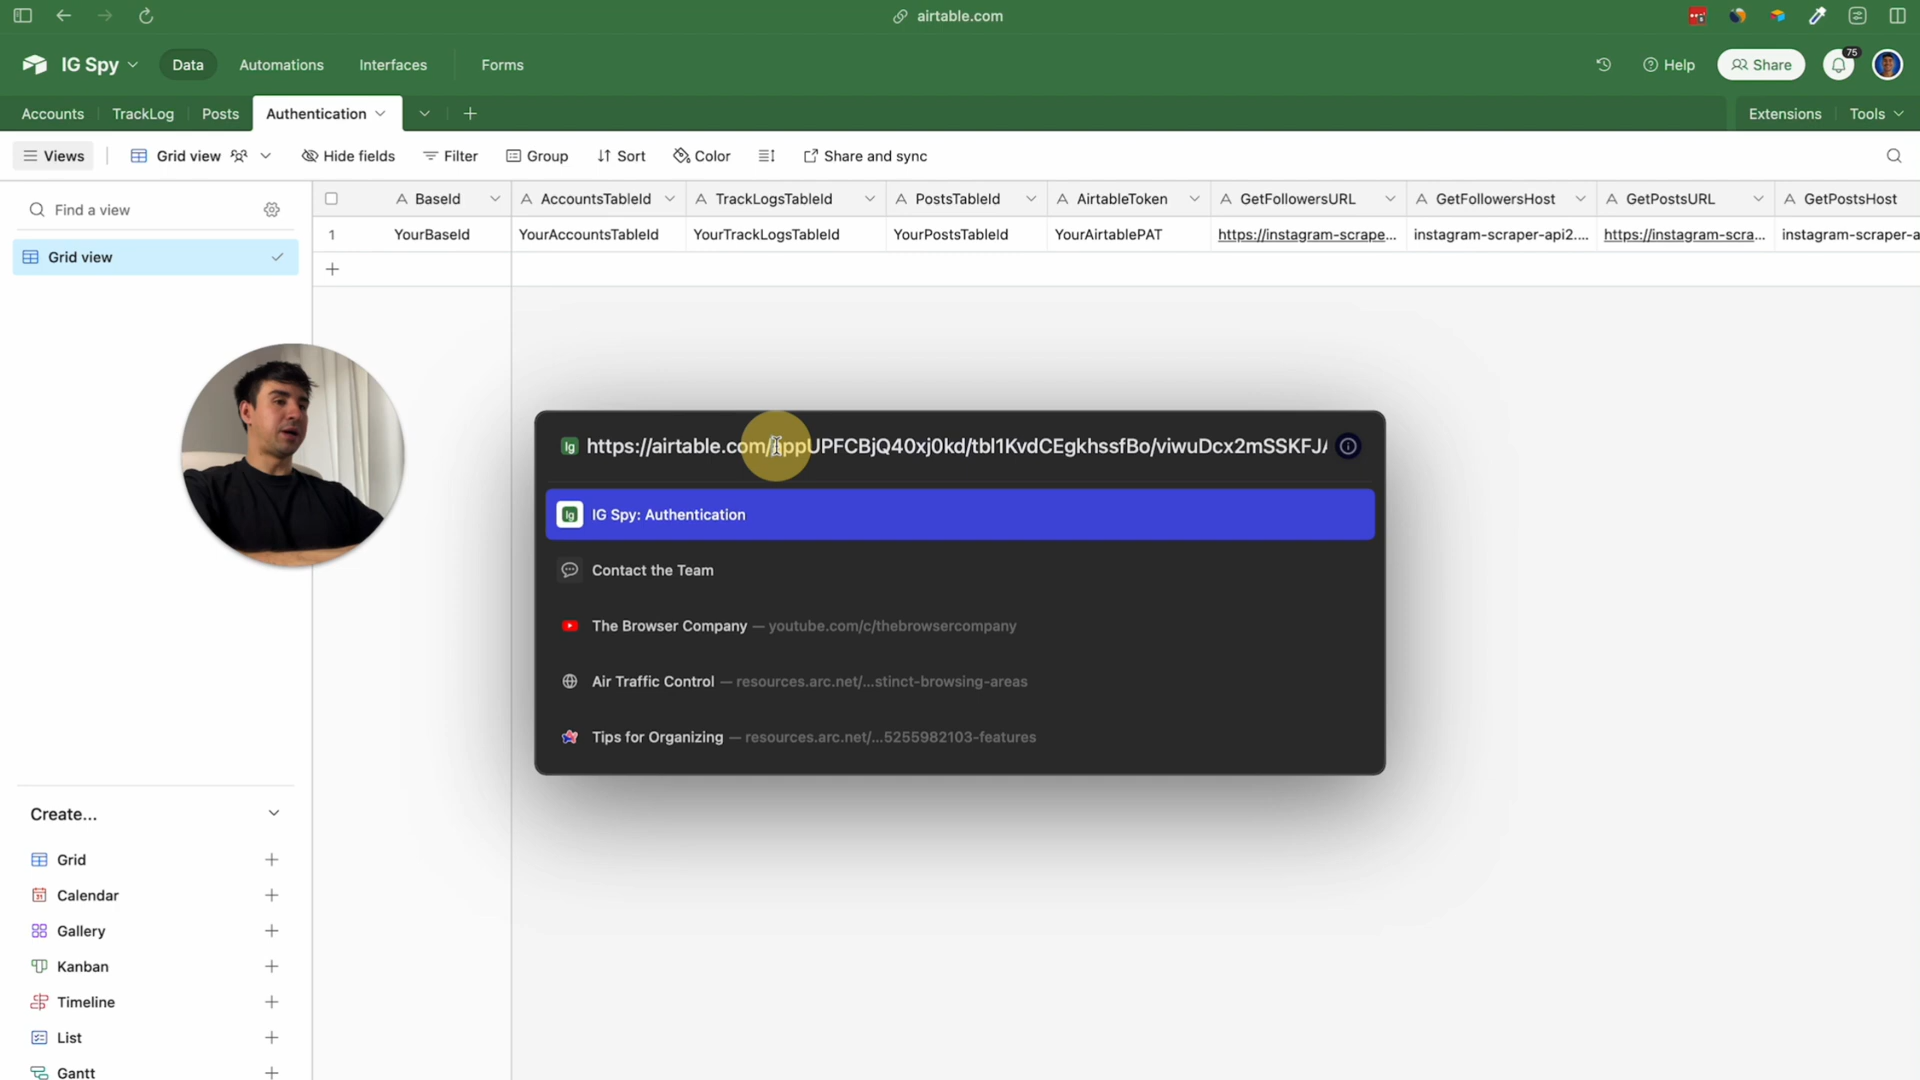 airtable.com
IG Spy
Data
Automations
Interfaces
Forms
Help
Share
75
Accounts
TrackLog
Posts
Authentication
Extensions
Tools
Views
Grid view
Hide fields
Filter
Group
Sort
Color
Share and sync
Find a view
BaseId
AccountsTableId
TrackLogsTableId
PostsTableId
AirtableToken
GetFollowersURL
GetFollowersHost
GetPostsURL
GetPostsHost
1
YourBaseId
YourAccountsTableId
YourTrackLogsTableId
YourPostsTableId
YourAirtablePAT
https://instagram-scrape...
instagram-scraper-api2....
https://instagram-scra...
instagram-scraper-a
Grid view
https://airtable.com/appUPFCBjQ40xj0kd/tbl1KvdCEgkhssfBo/viwuDcx2mSSKFJ
IG Spy: Authentication
Contact the Team
The Browser Company — youtube.com/c/thebrowsercompany
Air Traffic Control — resources.arc.net/...stinct-browsing-areas
Tips for Organizing — resources.arc.net/...5255982103-features
Create...
Grid
Calendar
Gallery
Kanban
Timeline
List
Gantt